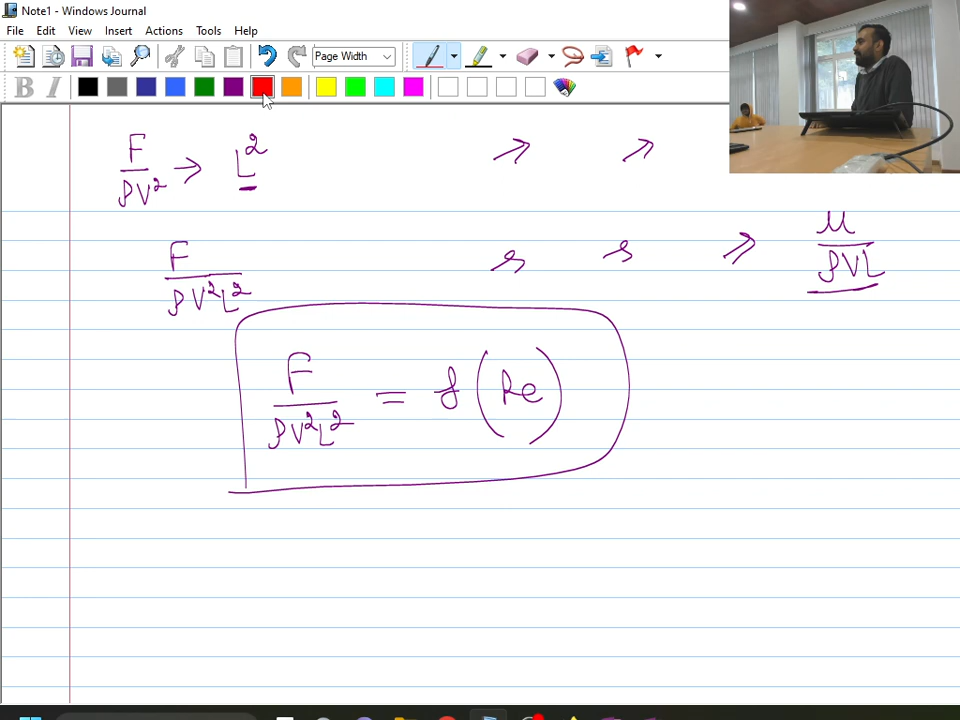 Note1 - Windows Journal
File Edit View Insert Actions Tools Help
Page Width
B I
F/ρV² → L²
F/ρV²L² → μ/ρVL
F/ρV²L² = f(Re)